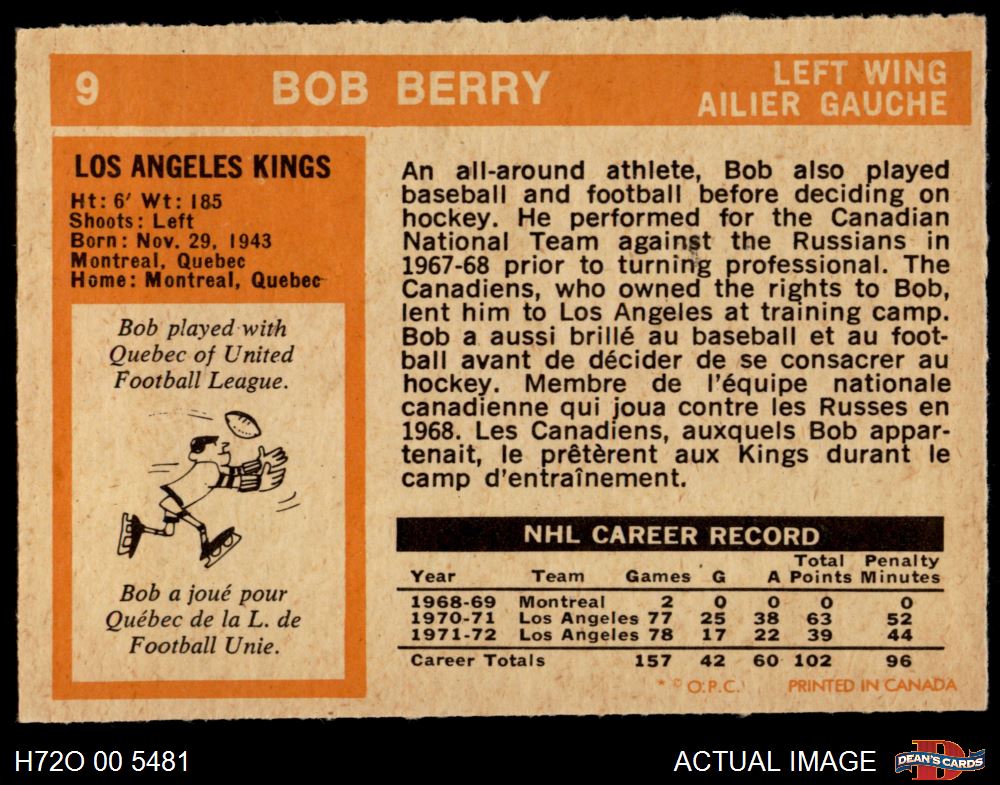 9
BOB BERRY
LEFT WING
AILIER GAUCHE
LOS ANGELES KINGS
Ht: 6′ Wt: 185
Shoots: Left
Born: Nov. 29, 1943
Montreal, Quebec
Home: Montreal, Quebec
Bob played with
Quebec of United
Football League.
Bob a joué pour
Québec de la L. de
Football Unie.
An all-around athlete, Bob also played
baseball and football before deciding on
hockey. He performed for the Canadian
National Team against the Russians in
1967-68 prior to turning professional. The
Canadiens, who owned the rights to Bob,
lent him to Los Angeles at training camp.
Bob a aussi brillé au baseball et au foot-
ball avant de décider de se consacrer au
hockey. Membre de l'équipe nationale
canadienne qui joua contre les Russes en
1968. Les Canadiens, auxquels Bob appar-
tenait, le prêtèrent aux Kings durant le
camp d'entraînement.
NHL CAREER RECORD
Total Penalty
Year Team Games G A Points Minutes
1968-69 Montreal 2 0 0 0 0
1970-71 Los Angeles 77 25 38 63 52
1971-72 Los Angeles 78 17 22 39 44
Career Totals 157 42 60 102 96
* © O.P.C. PRINTED IN CANADA
H72O 00 5481
ACTUAL IMAGE
D
DEAN'S CARDS